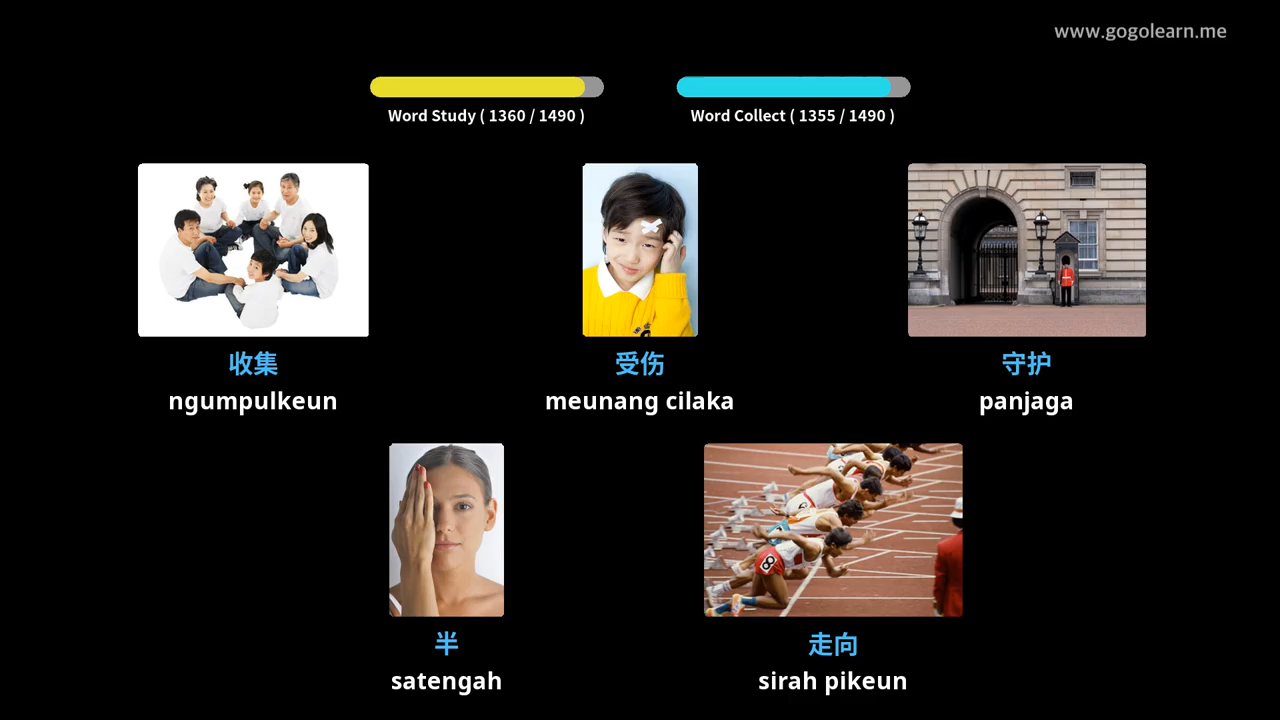 www.gogolearn.me
Word Study ( 1360 / 1490 )
Word Collect ( 1355 / 1490 )
收集
ngumpulkeun
受伤
meunang cilaka
守护
panjaga
半
satengah
走向
sirah pikeun